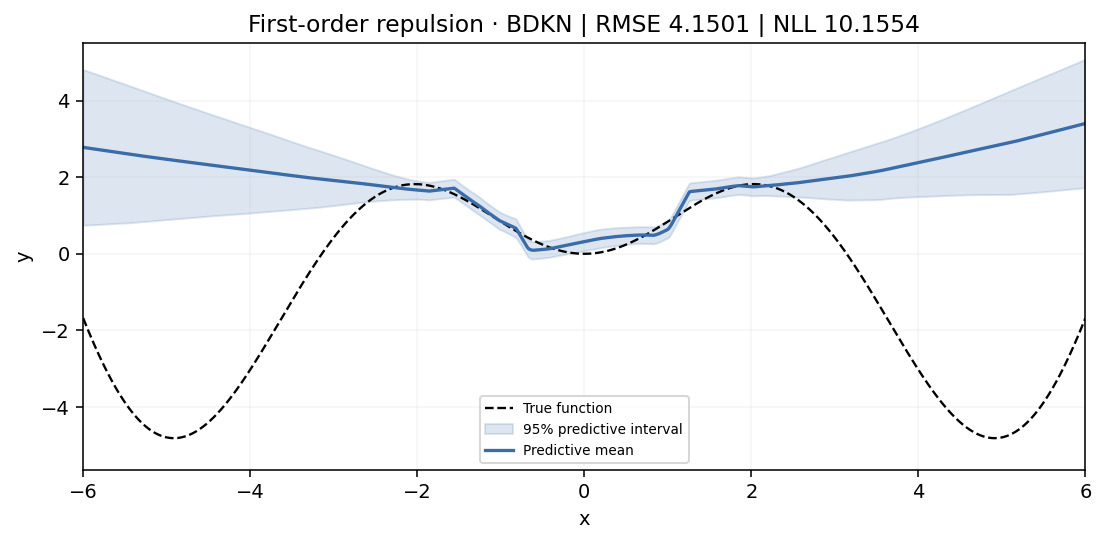 First-order repulsion · BDKN | RMSE 4.1501 | NLL 10.1554
4
2
0
−2
−4
y
True function
95% predictive interval
Predictive mean
−6
−4
−2
0
2
4
6
x